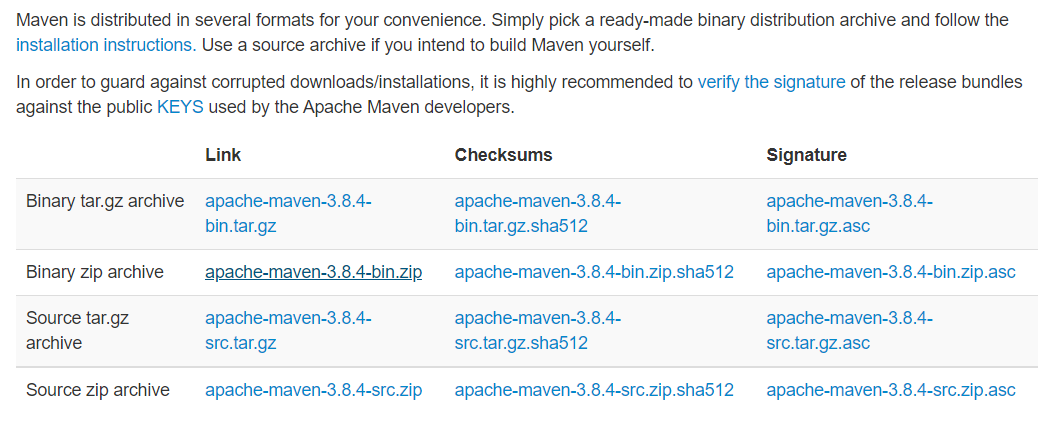 Maven is distributed in several formats for your convenience. Simply pick a ready-made binary distribution archive and follow the
installation instructions. Use a source archive if you intend to build Maven yourself.
In order to guard against corrupted downloads/installations, it is highly recommended to verify the signature of the release bundles
against the public KEYS used by the Apache Maven developers.
Link Checksums Signature
Binary tar.gz archive apache-maven-3.8.4- apache-maven-3.8.4- apache-maven-3.8.4-
bin.tar.gz bin.tar.gz.sha512 bin.tar.gz.asc
Binary zip archive apache-maven-3.8.4-bin.zip apache-maven-3.8.4-bin.zip.sha512 apache-maven-3.8.4-bin.zip.asc
Source tar.gz apache-maven-3.8.4- apache-maven-3.8.4- apache-maven-3.8.4-
archive src.tar.gz src.tar.gz.sha512 src.tar.gz.asc
Source zip archive apache-maven-3.8.4-src.zip apache-maven-3.8.4-src.zip.sha512 apache-maven-3.8.4-src.zip.asc